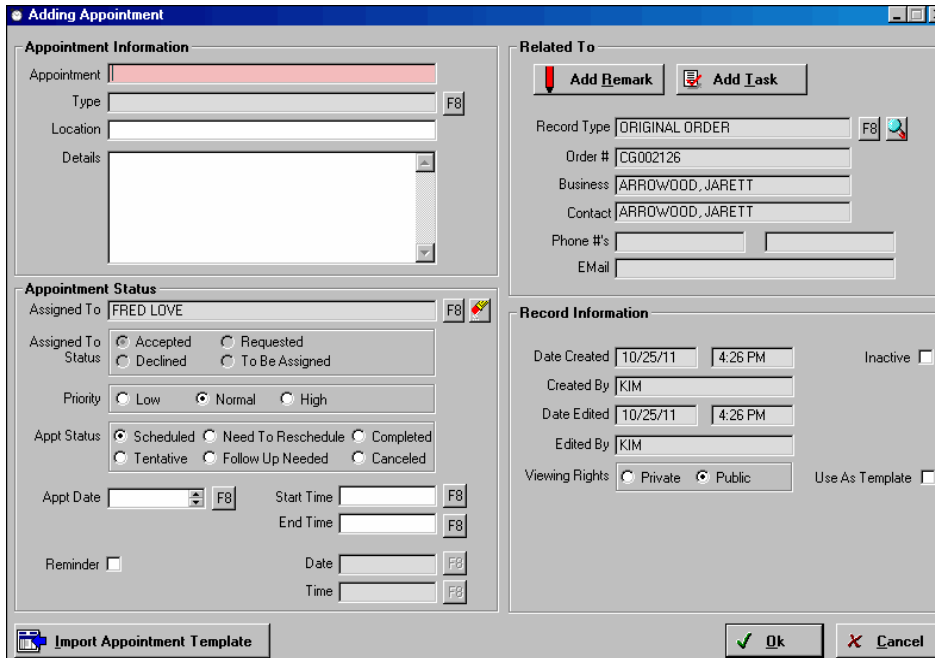 Adding Appointment
Appointment Information
Appointment
Type F8
Location
Details
Appointment Status
Assigned To FRED LOVE F8
Assigned To Status Accepted Requested
Declined To Be Assigned
Priority Low Normal High
Appt Status Scheduled Need To Reschedule Completed
Tentative Follow Up Needed Canceled
Appt Date F8 Start Time F8
End Time F8
Reminder Date F8
Time F8
Import Appointment Template
Related To
Add Remark Add Task
Record Type ORIGINAL ORDER F8
Order # CG002126
Business ARROWOOD, JARETT
Contact ARROWOOD, JARETT
Phone #'s
EMail
Record Information
Date Created 10/25/11 4:26 PM Inactive
Created By KIM
Date Edited 10/25/11 4:26 PM
Edited By KIM
Viewing Rights Private Public Use As Template
Ok Cancel